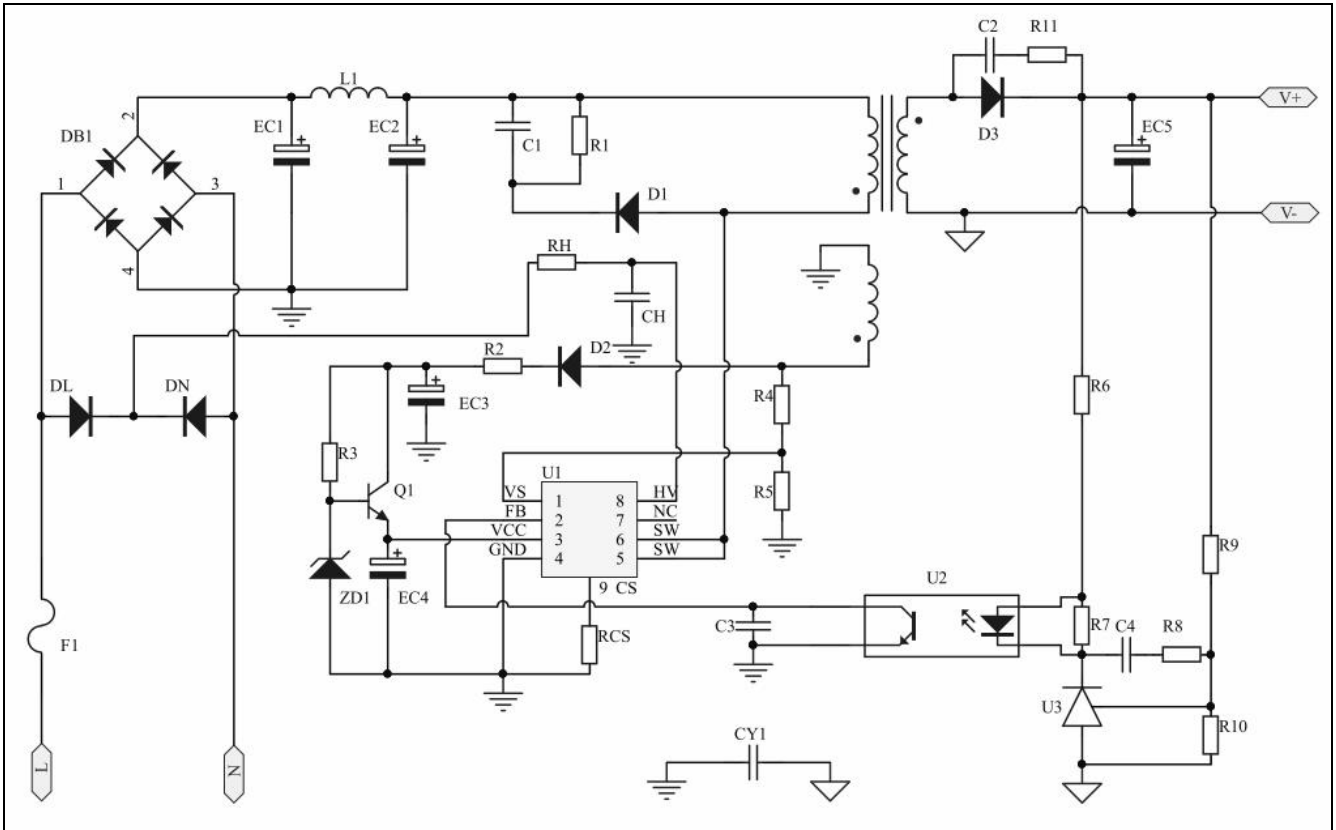 C2
R11
L1
V+
2
DB1
EC1
+
EC2
+
C1
R1
D3
EC5
+
1
3
D1
V-
4
RH
CH
R2
D2
DL
DN
+
EC3
R4
R6
R3
U1
Q1
VS
1
8
HV
R5
FB
2
7
NC
VCC
3
6
SW
GND
4
5
SW
+
ZD1
EC4
9
CS
U2
R9
F1
RCS
C3
R7
C4
R8
U3
R10
CY1
L
N